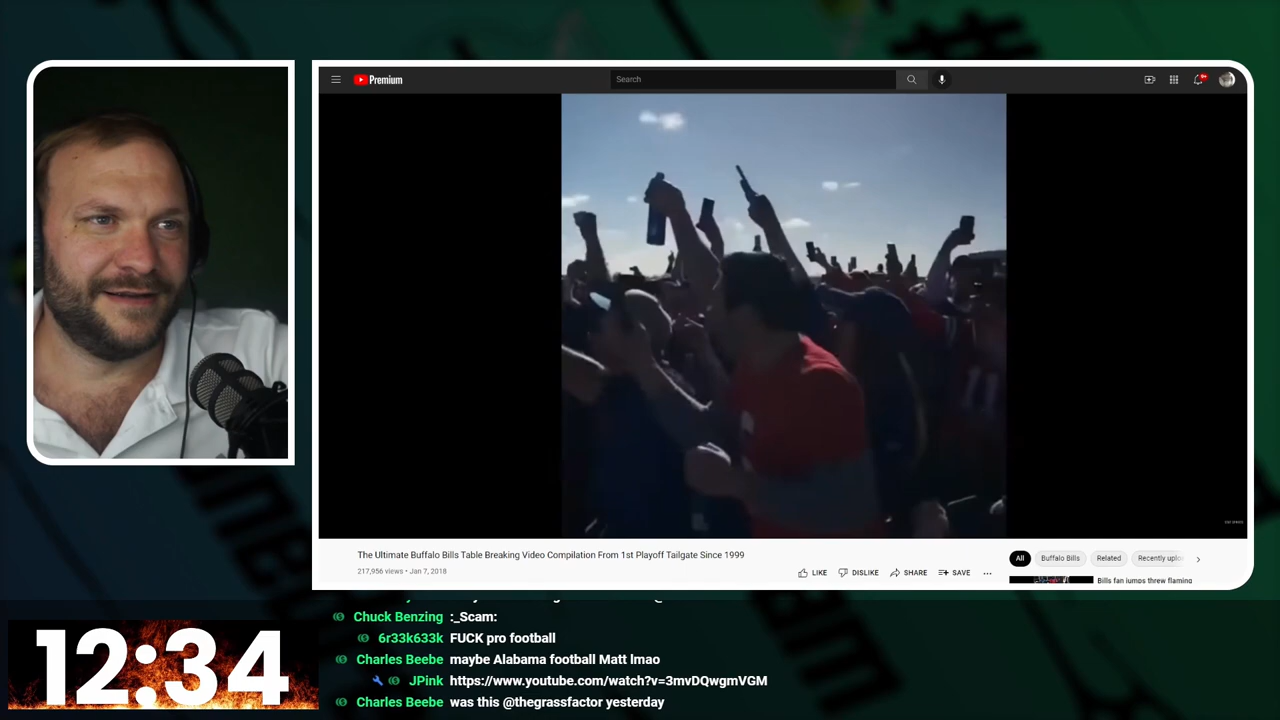 Premium
Search
9+
The Ultimate Buffalo Bills Table Breaking Video Compilation From 1st Playoff Tailgate Since 1999
217,956 views • Jan 7, 2018
LIKE
DISLIKE
SHARE
SAVE
All
Buffalo Bills
Related
Recently uplo
Bills fan jumps threw flaming
Chuck Benzing :_Scam:
6r33k633k FUCK pro football
Charles Beebe maybe Alabama football Matt lmao
JPink https://www.youtube.com/watch?v=3mvDQwgmVGM
Charles Beebe was this @thegrassfactor yesterday
12:34